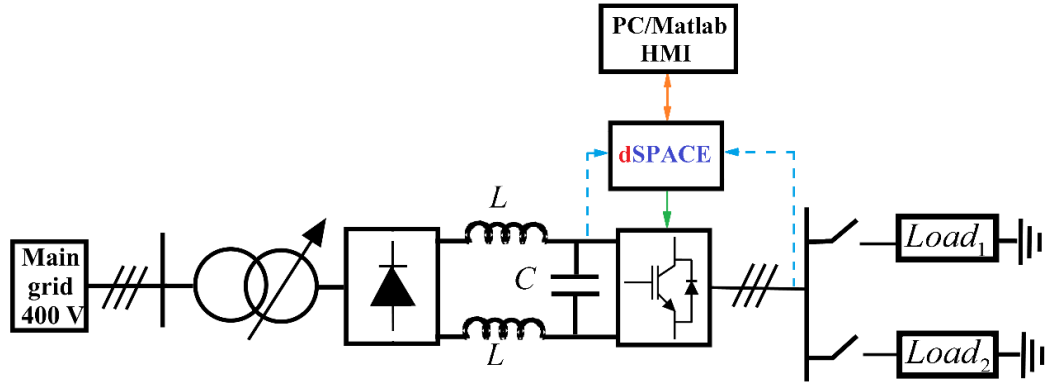 PC/Matlab
HMI
dSPACE
L
Main
grid
400 V
C
L
Load₁
Load₂